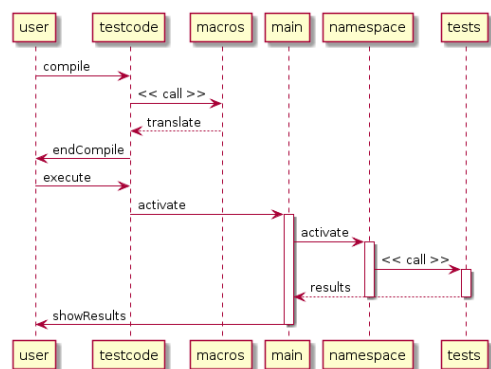 user testcode macros main namespace tests
compile
<< call >>
translate
endCompile
execute
activate
activate
<< call >>
results
showResults
user testcode macros main namespace tests